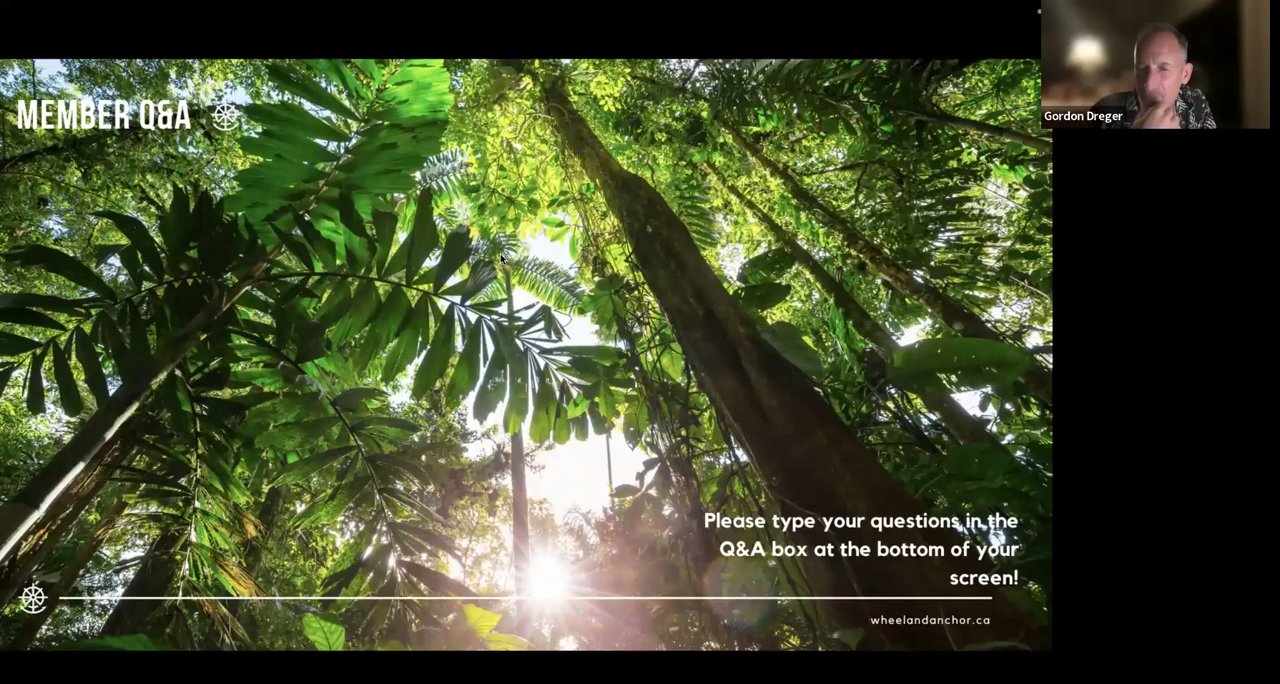 MEMBER Q&A
Gordon Dreger
Please type your questions in the
Q&A box at the bottom of your
screen!
wheelandanchor.ca